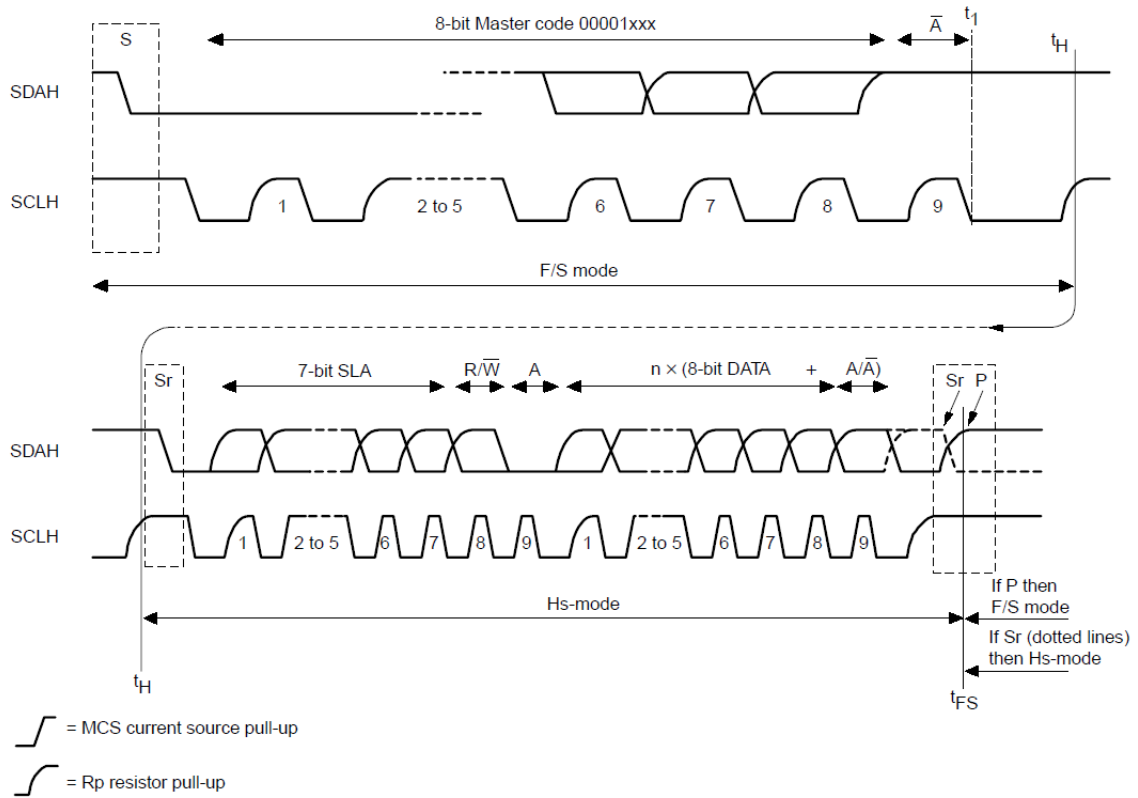 S
8-bit Master code 00001xxx
A̅
t1
tH
SDAH
SCLH
1
2 to 5
6
7
8
9
F/S mode
Sr
7-bit SLA
R/W̅
A
n × (8-bit DATA
+
A/A̅)
Sr P
SDAH
SCLH
1
2 to 5
6
7
8
9
1
2 to 5
6
7
8
9
If P then
F/S mode
Hs-mode
If Sr (dotted lines)
then Hs-mode
tH
tFS
= MCS current source pull-up
= Rp resistor pull-up